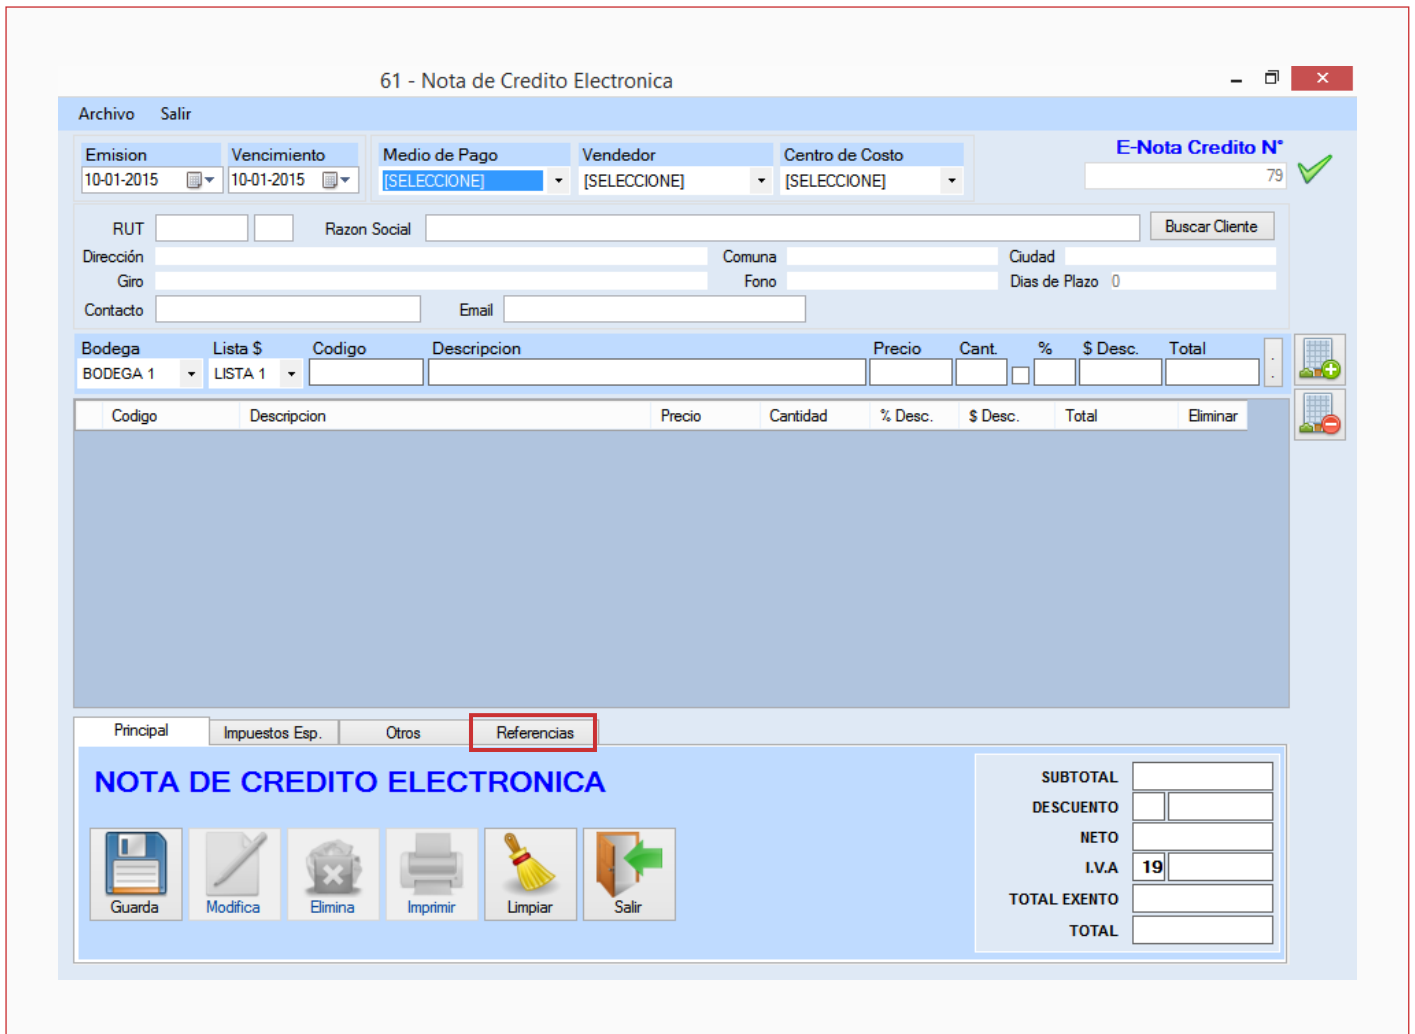 61 - Nota de Credito Electronica
Archivo Salir
Emision Vencimiento Medio de Pago Vendedor Centro de Costo E-Nota Credito N°
10-01-2015 10-01-2015 [SELECCIONE] [SELECCIONE] [SELECCIONE] 79
RUT Razon Social Buscar Cliente
Dirección Comuna Ciudad
Giro Fono Dias de Plazo 0
Contacto Email
Bodega Lista $ Codigo Descripcion Precio Cant. % $ Desc. Total
BODEGA 1 LISTA 1
Codigo Descripcion Precio Cantidad % Desc. $ Desc. Total Eliminar
Principal Impuestos Esp. Otros Referencias
NOTA DE CREDITO ELECTRONICA
Guarda Modifica Elimina Imprimir Limpiar Salir
SUBTOTAL
DESCUENTO
NETO
I.V.A 19
TOTAL EXENTO
TOTAL